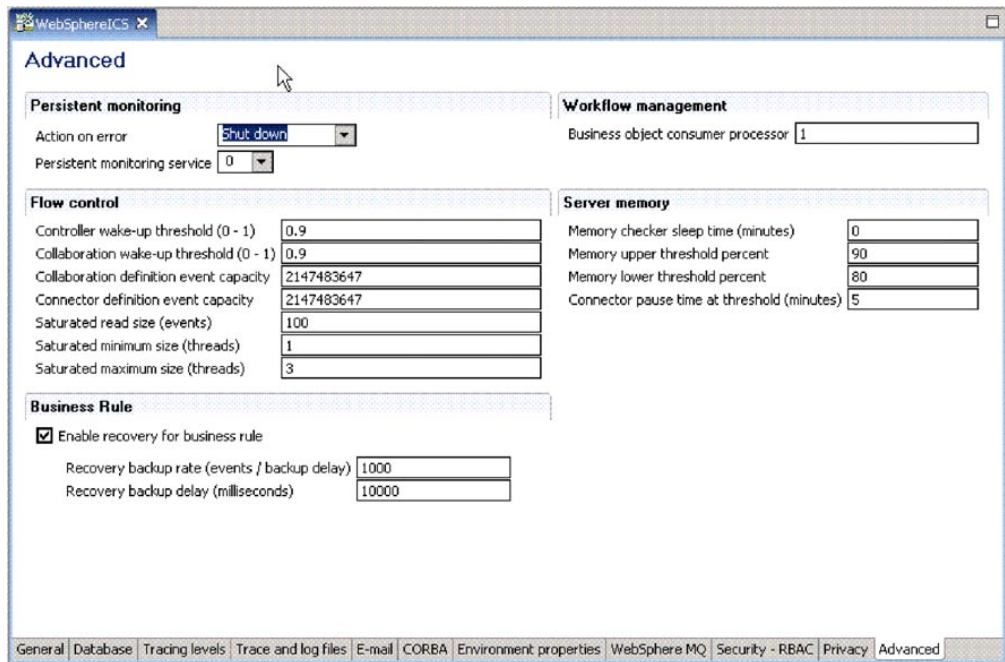 WebSphereICS
Advanced
Persistent monitoring
Action on error Shut down
Persistent monitoring service 0
Workflow management
Business object consumer processor 1
Flow control
Controller wake-up threshold (0 - 1) 0.9
Collaboration wake-up threshold (0 - 1) 0.9
Collaboration definition event capacity 2147483647
Connector definition event capacity 2147483647
Saturated read size (events) 100
Saturated minimum size (threads) 1
Saturated maximum size (threads) 3
Server memory
Memory checker sleep time (minutes) 0
Memory upper threshold percent 90
Memory lower threshold percent 80
Connector pause time at threshold (minutes) 5
Business Rule
Enable recovery for business rule
Recovery backup rate (events / backup delay) 1000
Recovery backup delay (milliseconds) 10000
General Database Tracing levels Trace and log files E-mail CORBA Environment properties WebSphere MQ Security - RBAC Privacy Advanced